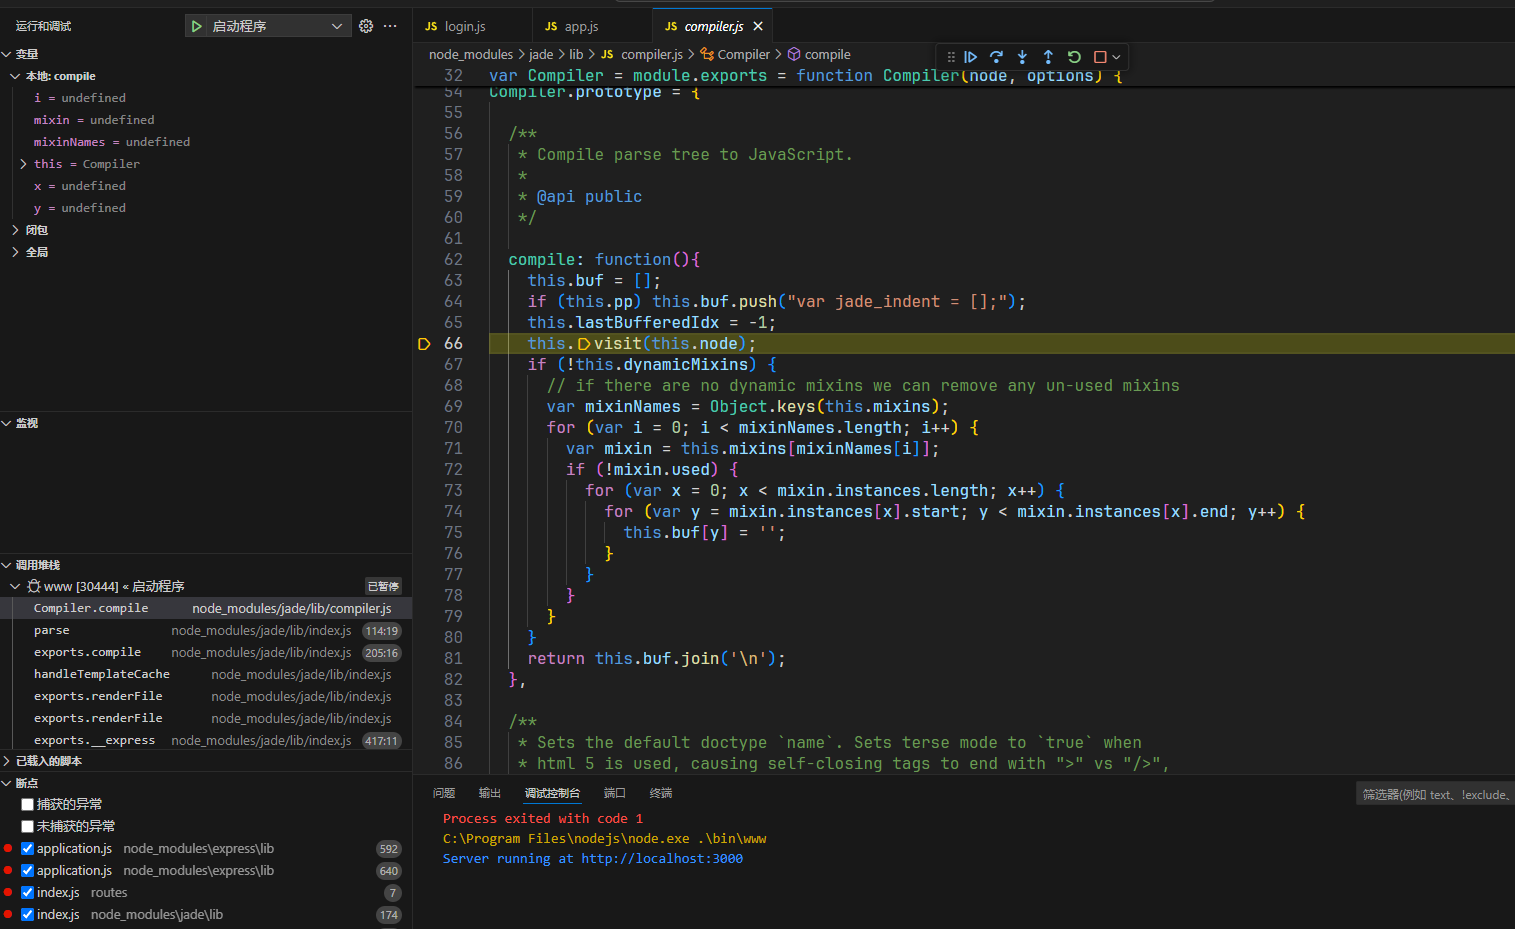 运行和调试
启动程序
变量
本地: compile
i = undefined
mixin = undefined
mixinNames = undefined
this = Compiler
x = undefined
y = undefined
闭包
全局
监视
调用堆栈
www [30444] « 启动程序 已暂停
Compiler.compile node_modules/jade/lib/compiler.js
parse node_modules/jade/lib/index.js 114:19
exports.compile node_modules/jade/lib/index.js 205:16
handleTemplateCache node_modules/jade/lib/index.js
exports.renderFile node_modules/jade/lib/index.js
exports.renderFile node_modules/jade/lib/index.js
exports.__express node_modules/jade/lib/index.js 417:11
已载入的脚本
断点
捕获的异常
未捕获的异常
application.js node_modules\express\lib 592
application.js node_modules\express\lib 640
index.js routes 7
index.js node_modules\jade\lib 174
JS login.js JS app.js JS compiler.js
node_modules > jade > lib > JS compiler.js > Compiler > compile
32 var Compiler = module.exports = function Compiler(node, options) {
54 Compiler.prototype = {
55
56 /**
57 * Compile parse tree to JavaScript.
58 *
59 * @api public
60 */
61
62 compile: function(){
63 this.buf = [];
64 if (this.pp) this.buf.push("var jade_indent = [];");
65 this.lastBufferedIdx = -1;
66 this.visit(this.node);
67 if (!this.dynamicMixins) {
68 // if there are no dynamic mixins we can remove any un-used mixins
69 var mixinNames = Object.keys(this.mixins);
70 for (var i = 0; i < mixinNames.length; i++) {
71 var mixin = this.mixins[mixinNames[i]];
72 if (!mixin.used) {
73 for (var x = 0; x < mixin.instances.length; x++) {
74 for (var y = mixin.instances[x].start; y < mixin.instances[x].end; y++) {
75 this.buf[y] = '';
76 }
77 }
78 }
79 }
80 }
81 return this.buf.join('\n');
82 },
83
84 /**
85 * Sets the default doctype `name`. Sets terse mode to `true` when
86 * html 5 is used, causing self-closing tags to end with ">" vs "/>",
问题 输出 调试控制台 端口 终端
筛选器(例如 text、!exclude、
Process exited with code 1
C:\Program Files\nodejs\node.exe .\bin\www
Server running at http://localhost:3000